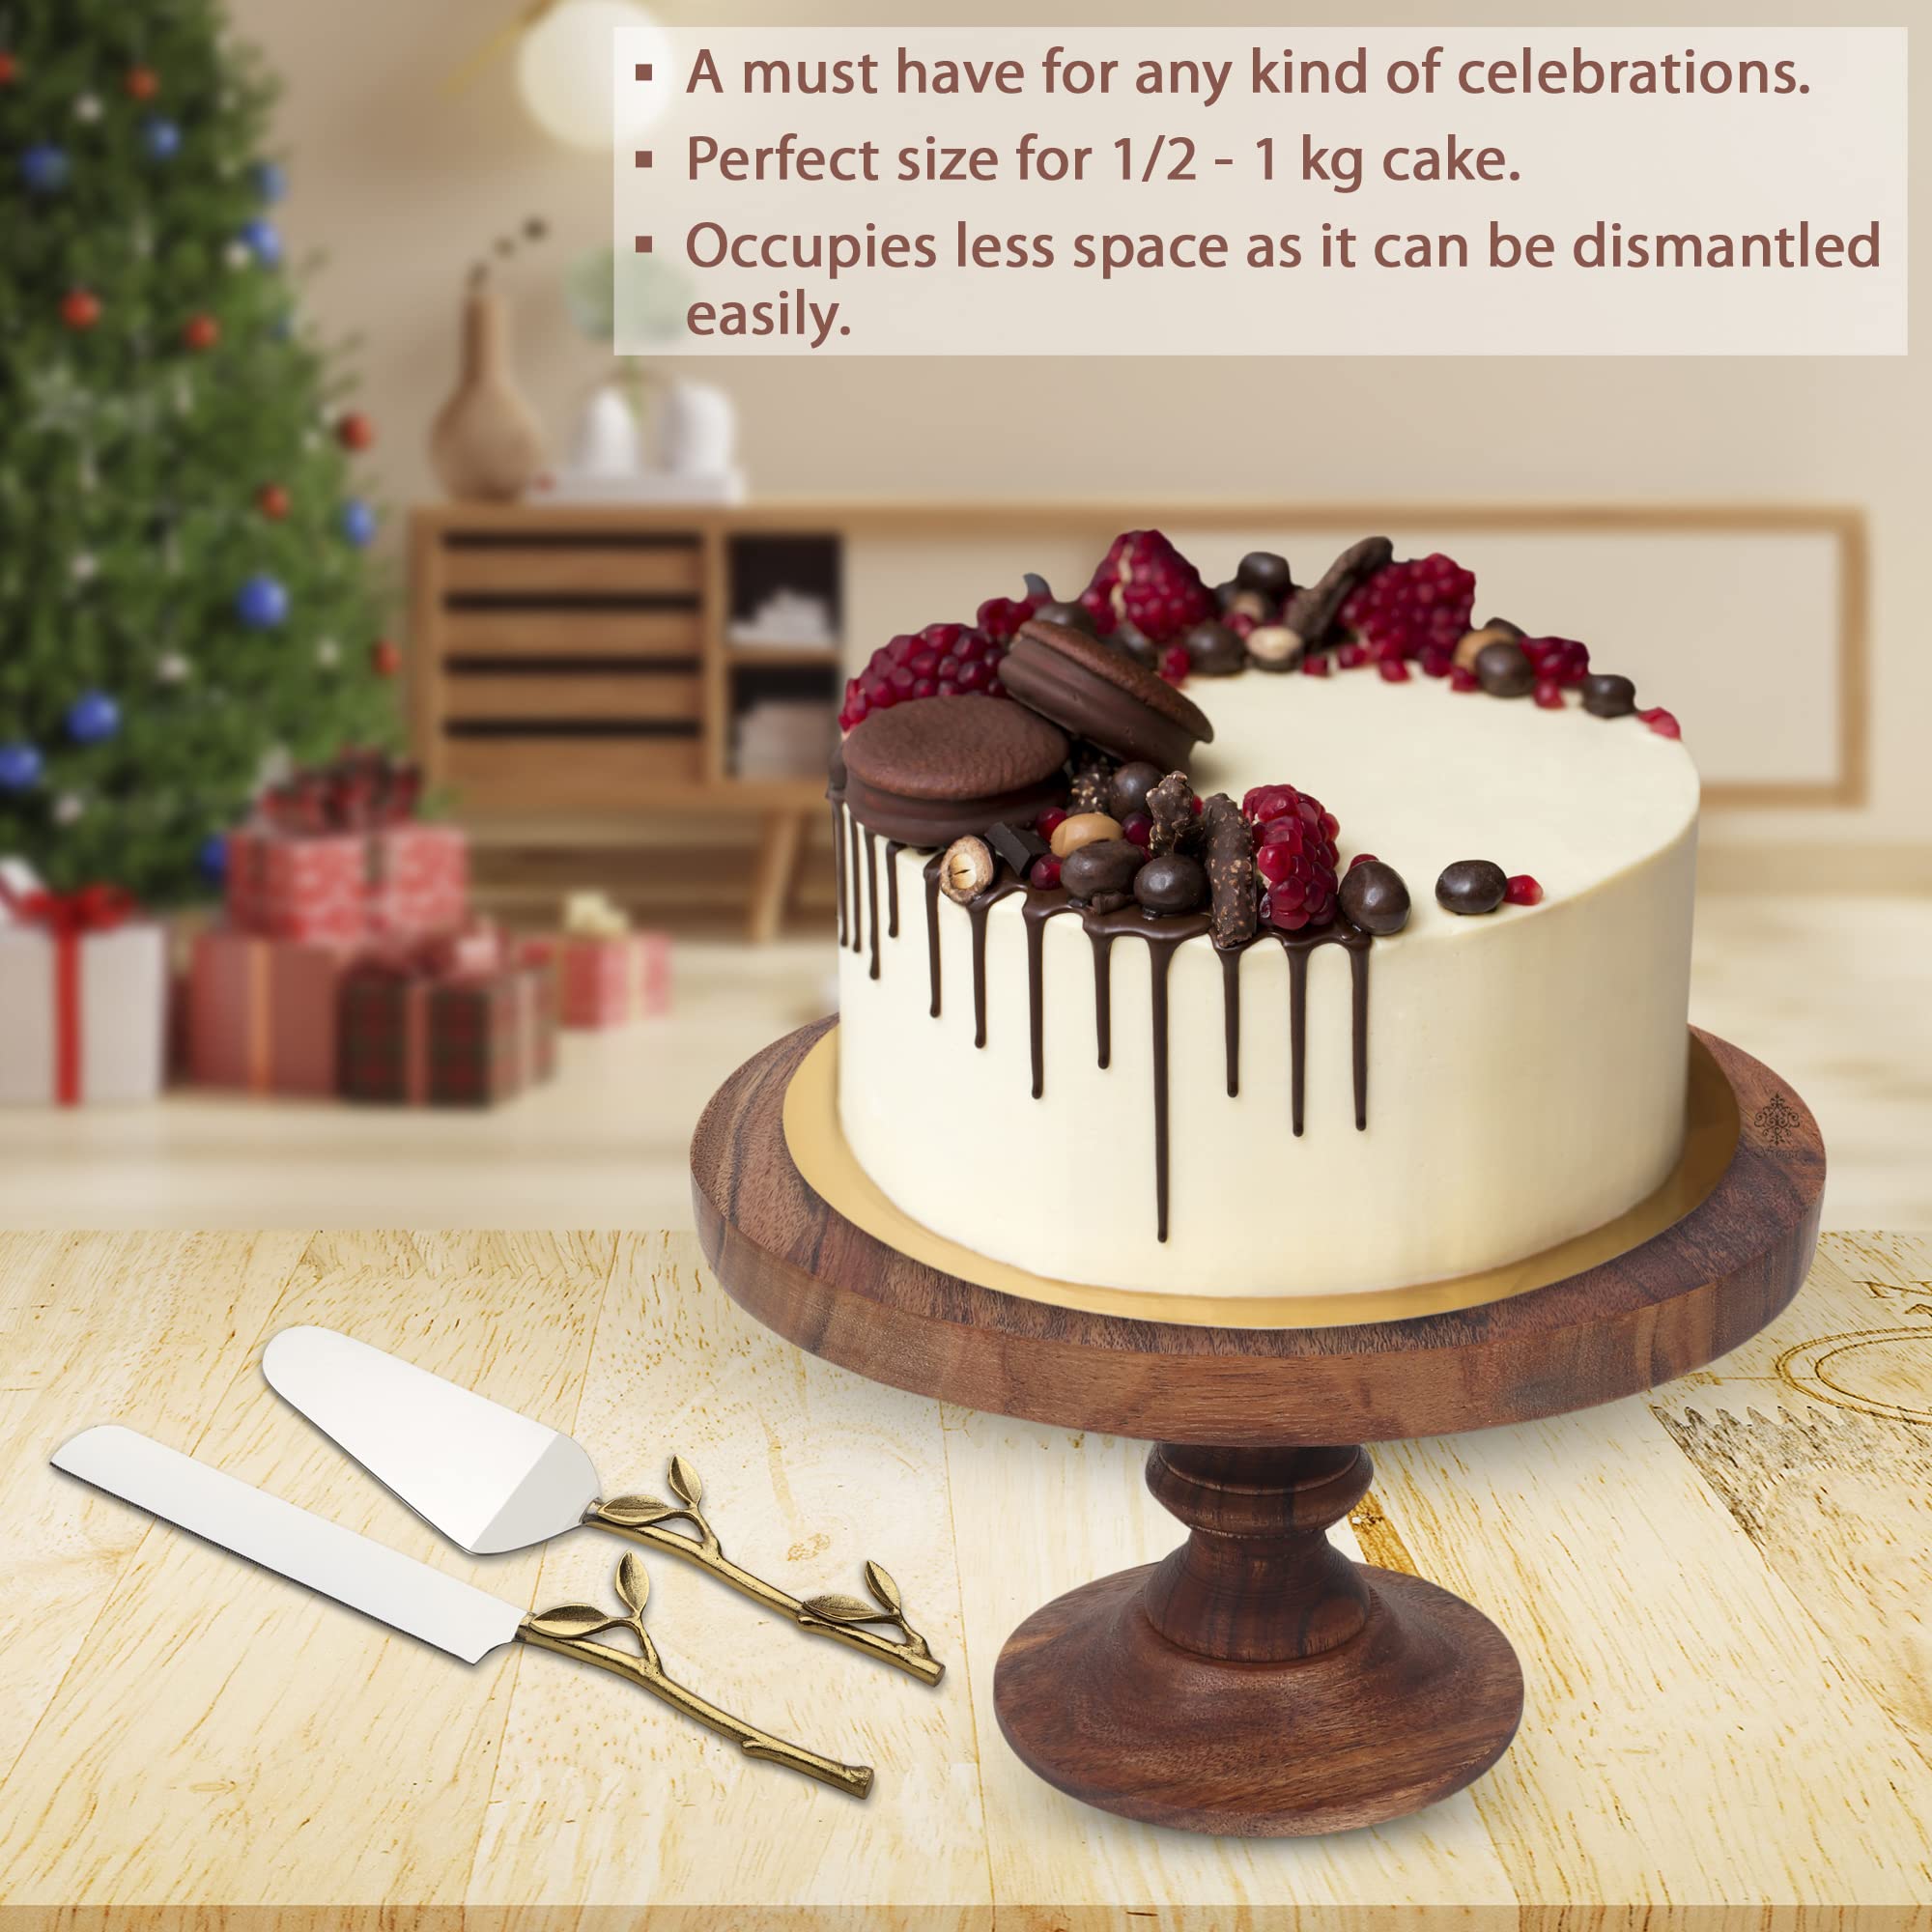 ▪ A must have for any kind of celebrations.
▪ Perfect size for 1/2 - 1 kg cake.
▪ Occupies less space as it can be dismantled
easily.